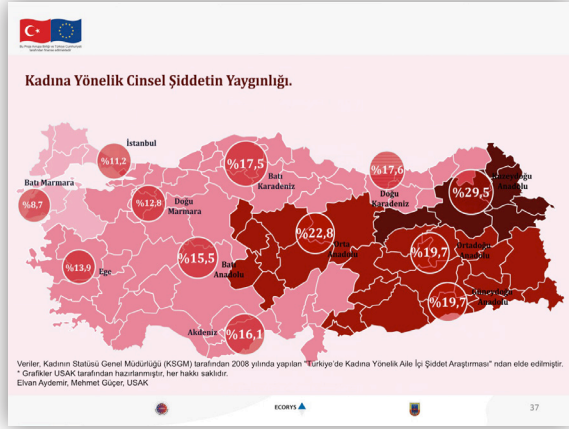 Kadına Yönelik Cinsel Şiddetin Yaygınlığı.
İstanbul
%11,2
Batı Marmara
%8,7
%12,8
Doğu
Marmara
%17,5
Batı
Karadeniz
%17,6
Doğu
Karadeniz
%29,5
Kuzeydoğu
Anadolu
%13,9
Ege
%15,5
Batı
Anadolu
%22,8
Orta
Anadolu
%19,7
Ortadoğu
Anadolu
%19,7
Güneydoğu
Anadolu
Akdeniz
%16,1
Veriler, Kadının Statüsü Genel Müdürlüğü (KSGM) tarafından 2008 yılında yapılan "Türkiye'de Kadına Yönelik Aile İçi Şiddet Araştırması" ndan elde edilmiştir.
* Grafikler USAK tarafından hazırlanmıştır, her hakkı saklıdır.
Elvan Aydemir, Mehmet Güçer, USAK
ECORYS
37